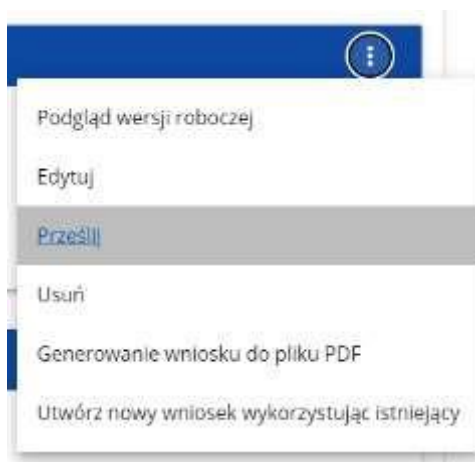 Podgląd wersji roboczej
Edytuj
Prześlij
Usuń
Generowanie wniosku do pliku PDF
Utwórz nowy wniosek wykorzystując istniejący